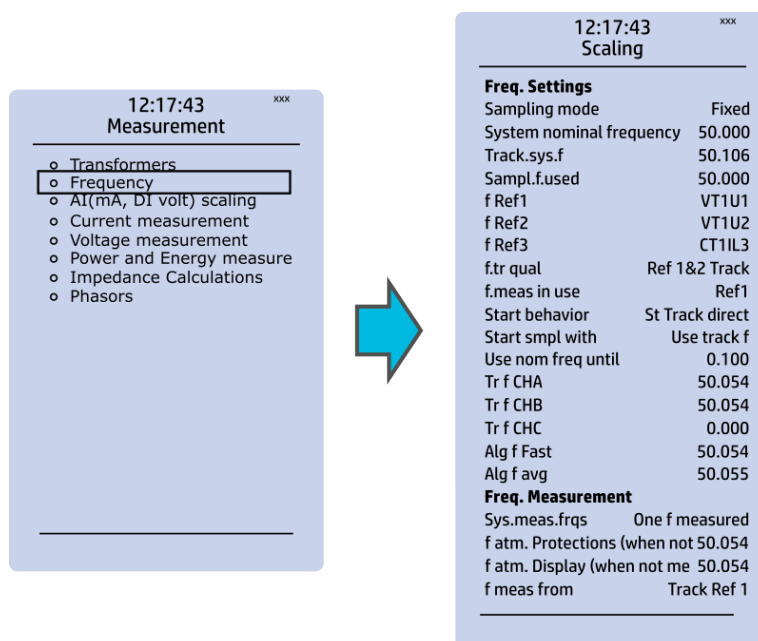 12:17:43 xxx
Measurement
Transformers
Frequency
AI(mA, DI volt) scaling
Current measurement
Voltage measurement
Power and Energy measure
Impedance Calculations
Phasors
12:17:43 xxx
Scaling
Freq. Settings
Sampling mode Fixed
System nominal frequency 50.000
Track.sys.f 50.106
Sampl.f.used 50.000
f Ref1 VT1U1
f Ref2 VT1U2
f Ref3 CT1IL3
f.tr qual Ref 1&2 Track
f.meas in use Ref1
Start behavior St Track direct
Start smpl with Use track f
Use nom freq until 0.100
Tr f CHA 50.054
Tr f CHB 50.054
Tr f CHC 0.000
Alg f Fast 50.054
Alg f avg 50.055
Freq. Measurement
Sys.meas.frqs One f measured
f atm. Protections (when not 50.054
f atm. Display (when not me 50.054
f meas from Track Ref 1